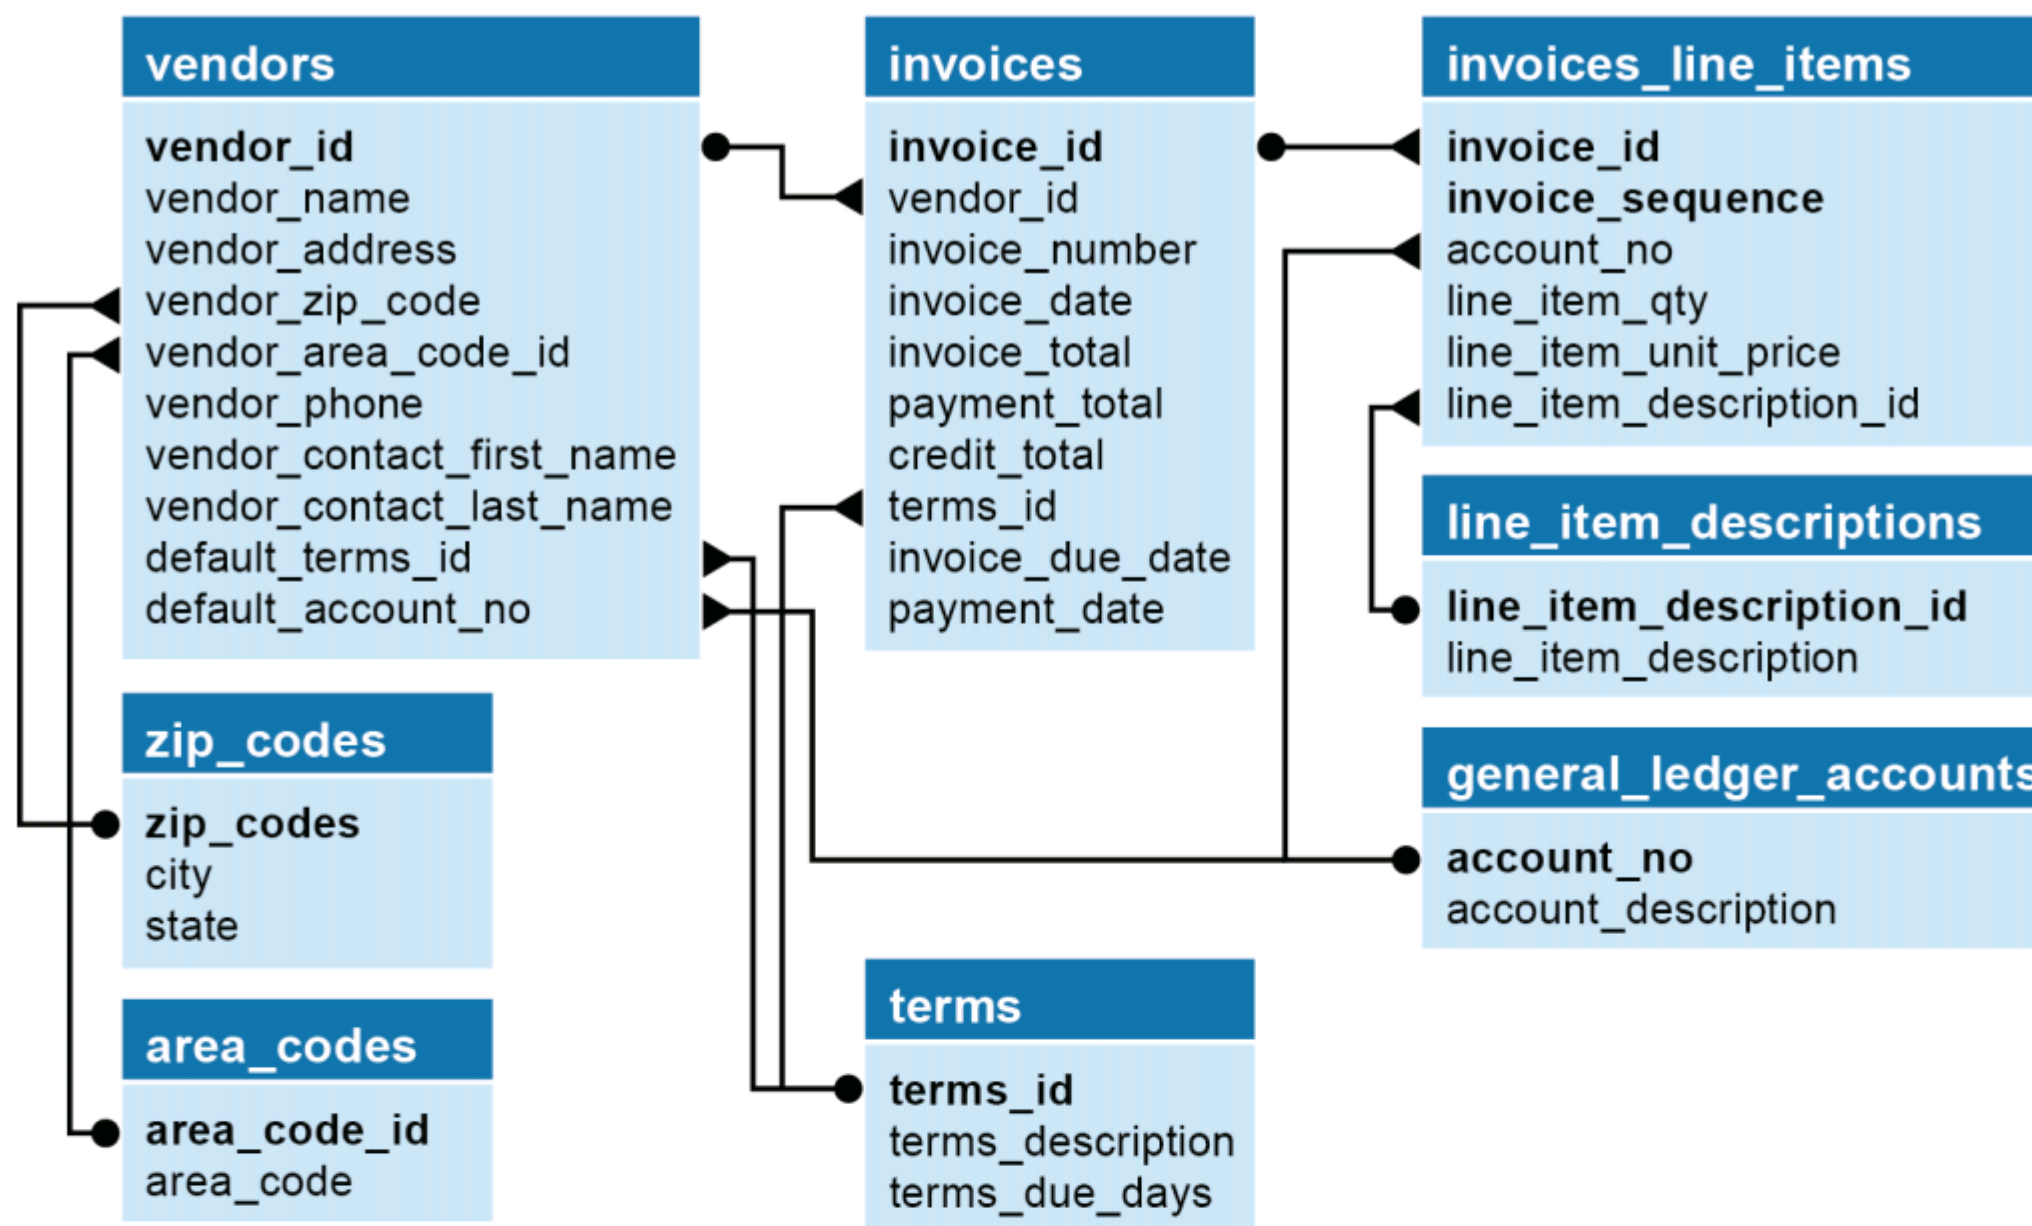 vendors
vendor_id
vendor_name
vendor_address
vendor_zip_code
vendor_area_code_id
vendor_phone
vendor_contact_first_name
vendor_contact_last_name
default_terms_id
default_account_no
zip_codes
zip_codes
city
state
area_codes
area_code_id
area_code
invoices
invoice_id
vendor_id
invoice_number
invoice_date
invoice_total
payment_total
credit_total
terms_id
invoice_due_date
payment_date
terms
terms_id
terms_description
terms_due_days
invoices_line_items
invoice_id
invoice_sequence
account_no
line_item_qty
line_item_unit_price
line_item_description_id
line_item_descriptions
line_item_description_id
line_item_description
general_ledger_accounts
account_no
account_description